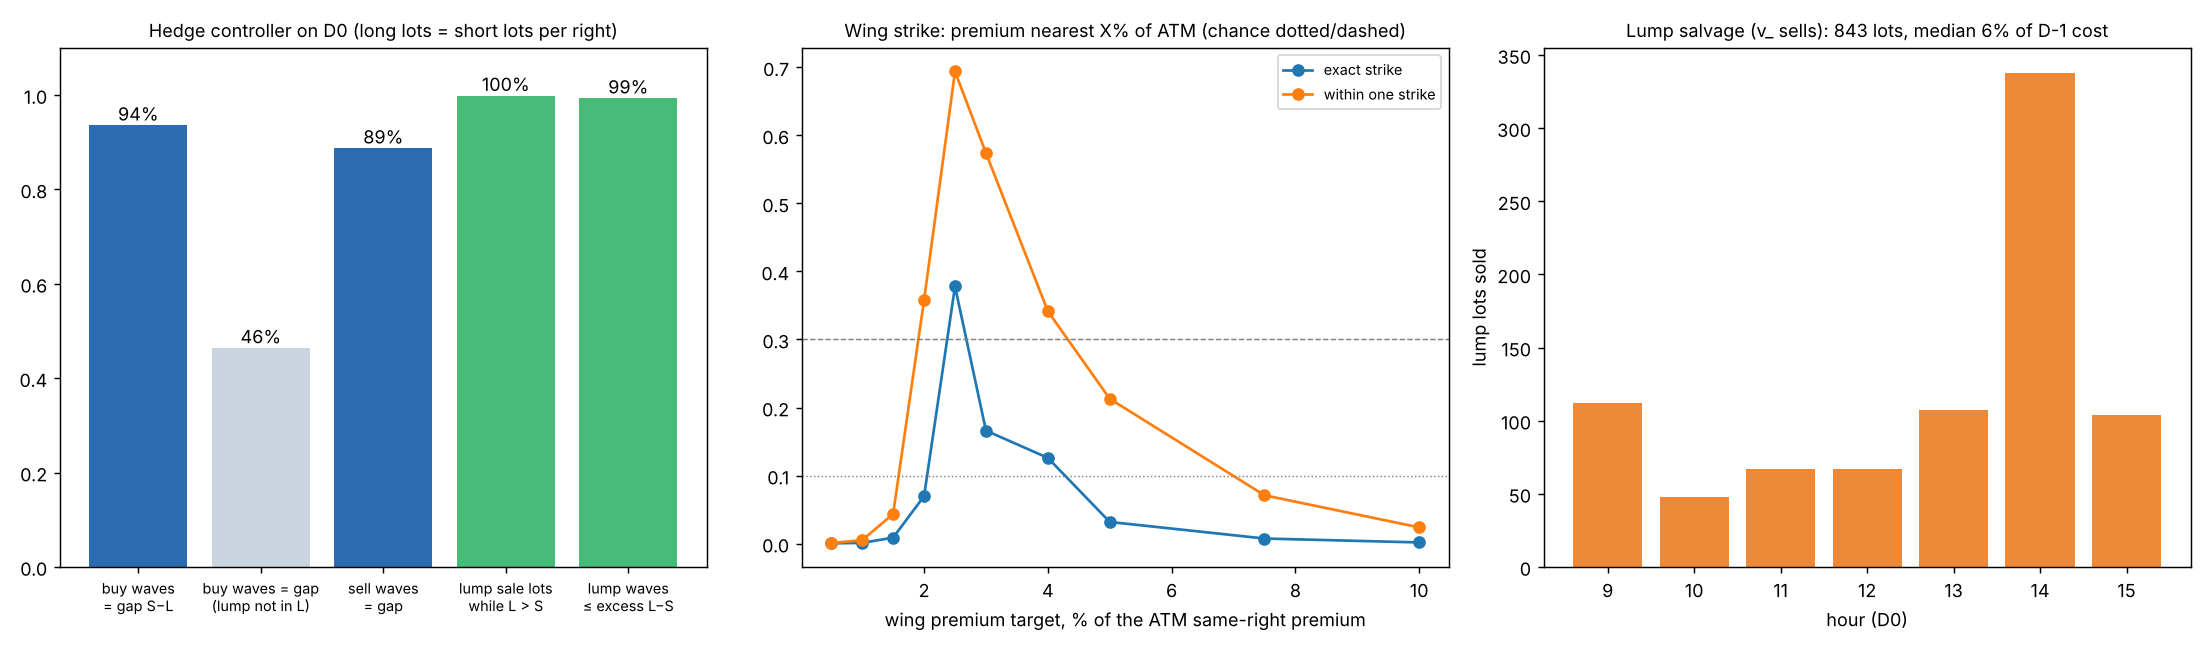 Hedge controller on D0 (long lots = short lots per right)
1.0
0.8
0.6
0.4
0.2
0.0
94%
46%
89%
100%
99%
buy waves
= gap S−L
buy waves = gap
(lump not in L)
sell waves
= gap
lump sale lots
while L > S
lump waves
≤ excess L−S
Wing strike: premium nearest X% of ATM (chance dotted/dashed)
0.7
0.6
0.5
0.4
0.3
0.2
0.1
0.0
exact strike
within one strike
2
4
6
8
10
wing premium target, % of the ATM same-right premium
Lump salvage (v_ sells): 843 lots, median 6% of D-1 cost
lump lots sold
350
300
250
200
150
100
50
0
9
10
11
12
13
14
15
hour (D0)